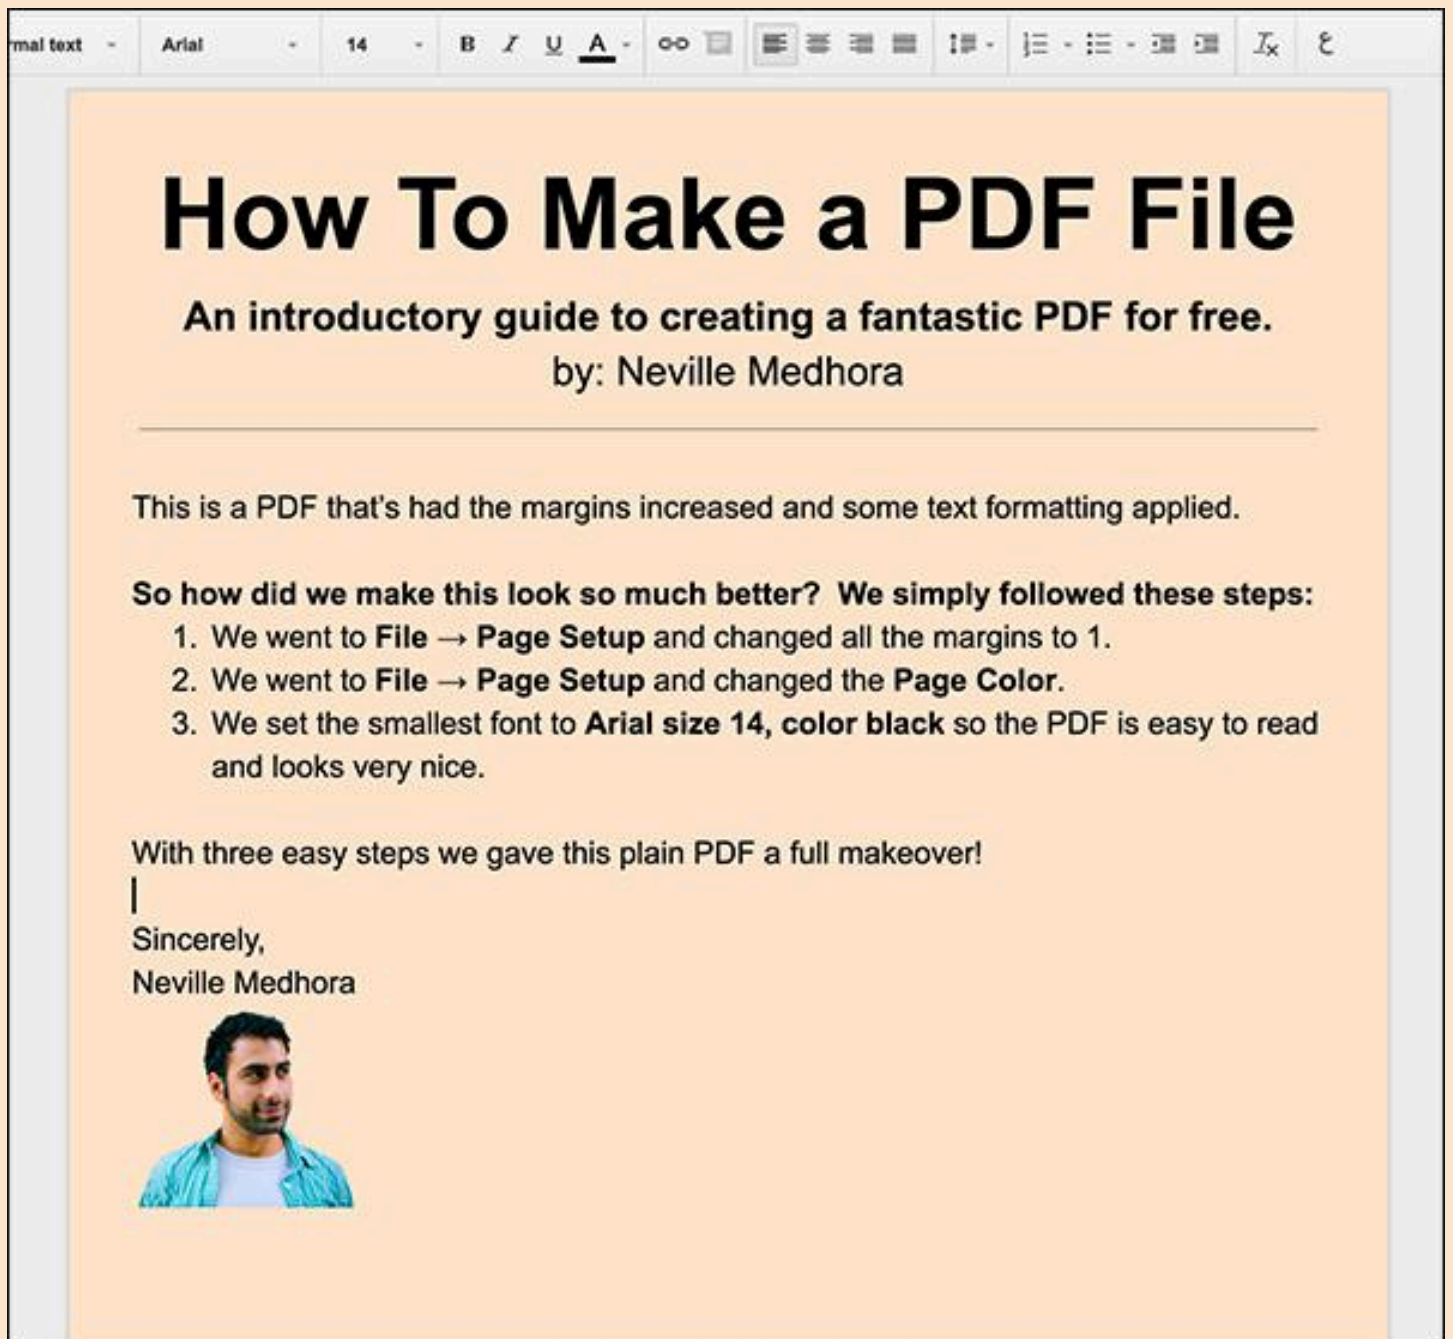 rmal text Arial 14 B I U A Tx ع
How To Make a PDF File
An introductory guide to creating a fantastic PDF for free.
by: Neville Medhora
This is a PDF that's had the margins increased and some text formatting applied.
So how did we make this look so much better?  We simply followed these steps:
1. We went to File → Page Setup and changed all the margins to 1.
2. We went to File → Page Setup and changed the Page Color.
3. We set the smallest font to Arial size 14, color black so the PDF is easy to read
and looks very nice.
With three easy steps we gave this plain PDF a full makeover!
Sincerely,
Neville Medhora